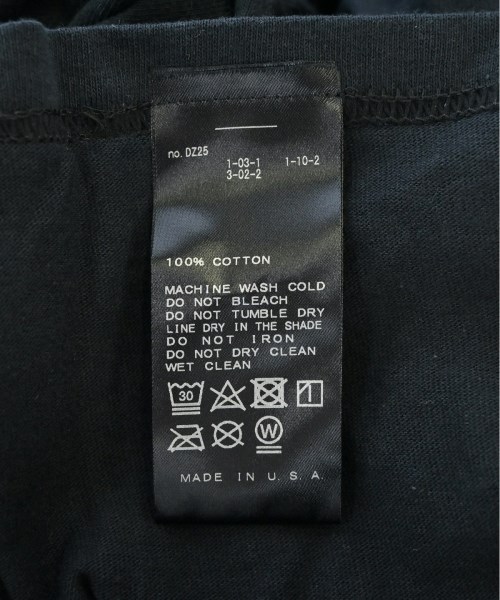 no. DZ25
1-03-1 1-10-2
3-02-2
100% COTTON
MACHINE WASH COLD
DO NOT BLEACH
DO NOT TUMBLE DRY
LINE DRY IN THE SHADE
DO NOT IRON
DO NOT DRY CLEAN
WET CLEAN
30
W
MADE IN U. S. A.